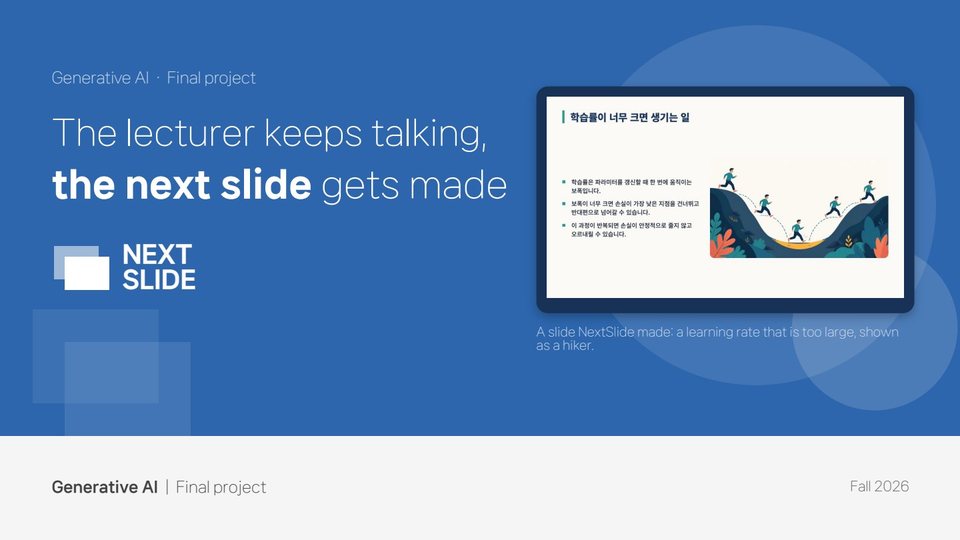 Generative AI · Final project
The lecturer keeps talking,
the next slide gets made
NEXT
SLIDE
학습률이 너무 크면 생기는 일
학습률은 파라미터를 갱신할 때 한 번에 움직이는
보폭입니다.
보폭이 너무 크면 손실이 가장 낮은 지점을 건너뛰고
반대편으로 넘어갈 수 있습니다.
이 과정이 반복되면 손실이 안정적으로 줄지 않고
오르내릴 수 있습니다.
A slide NextSlide made: a learning rate that is too large, shown
as a hiker.
Generative AI | Final project
Fall 2026